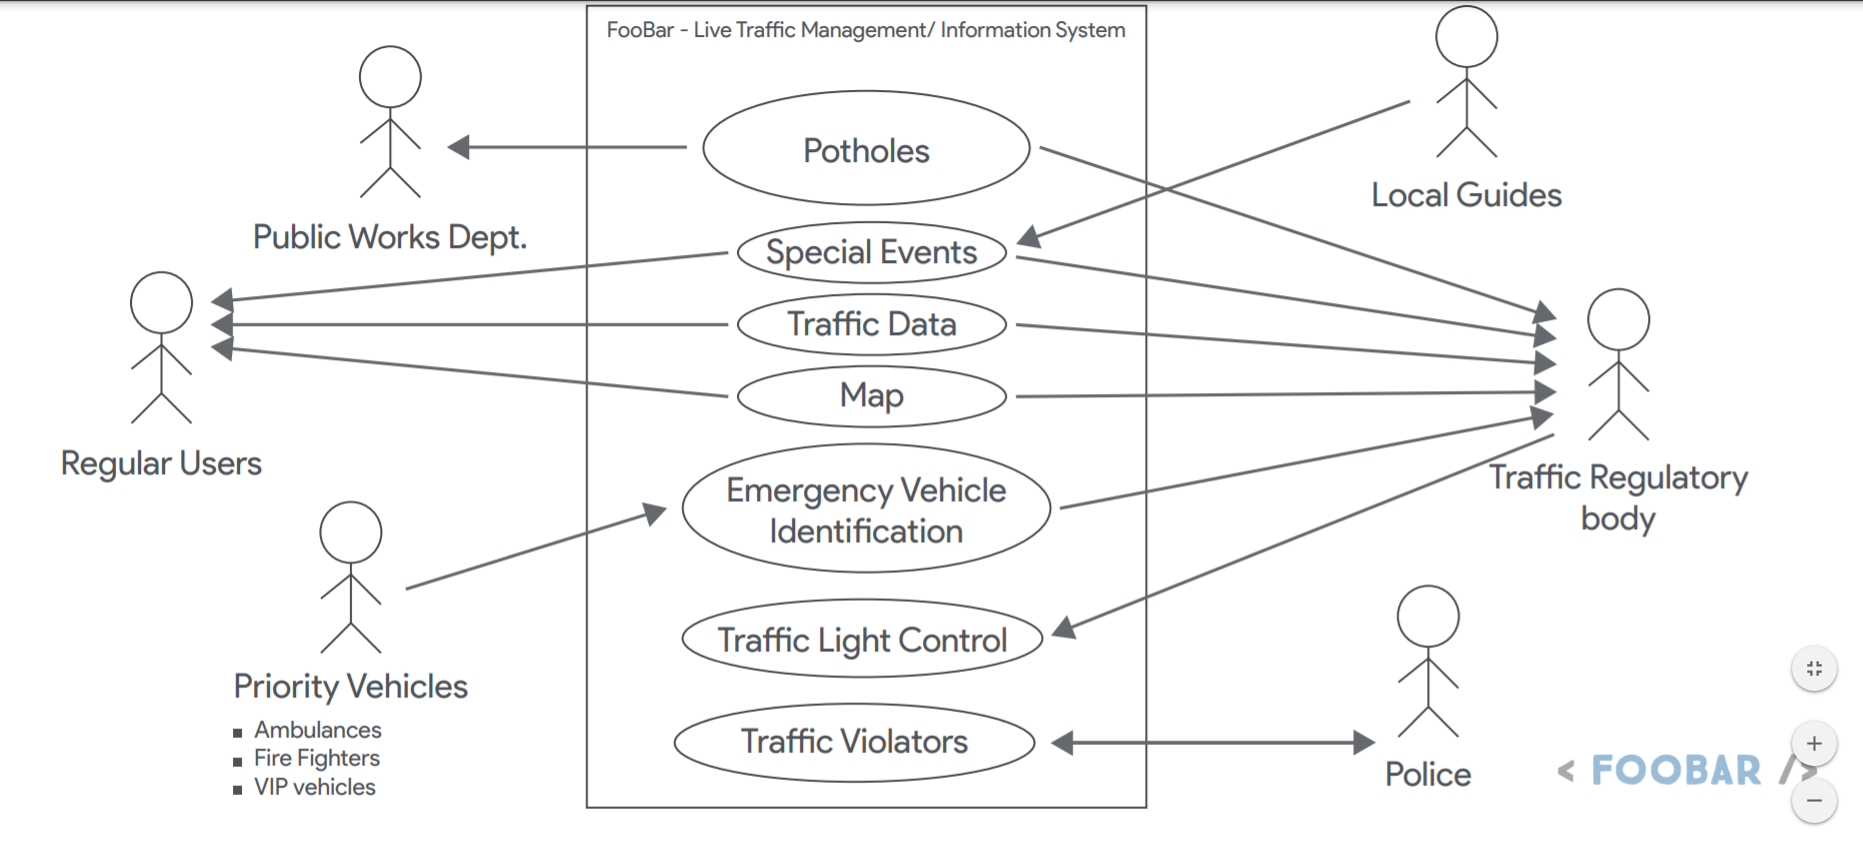 FooBar - Live Traffic Management/ Information System
Potholes
Local Guides
Public Works Dept.
Special Events
Traffic Data
Map
Regular Users
Emergency Vehicle
Identification
Traffic Regulatory
body
Traffic Light Control
Priority Vehicles
Ambulances
Fire Fighters
VIP vehicles
Traffic Violators
Police
< FOOBAR />